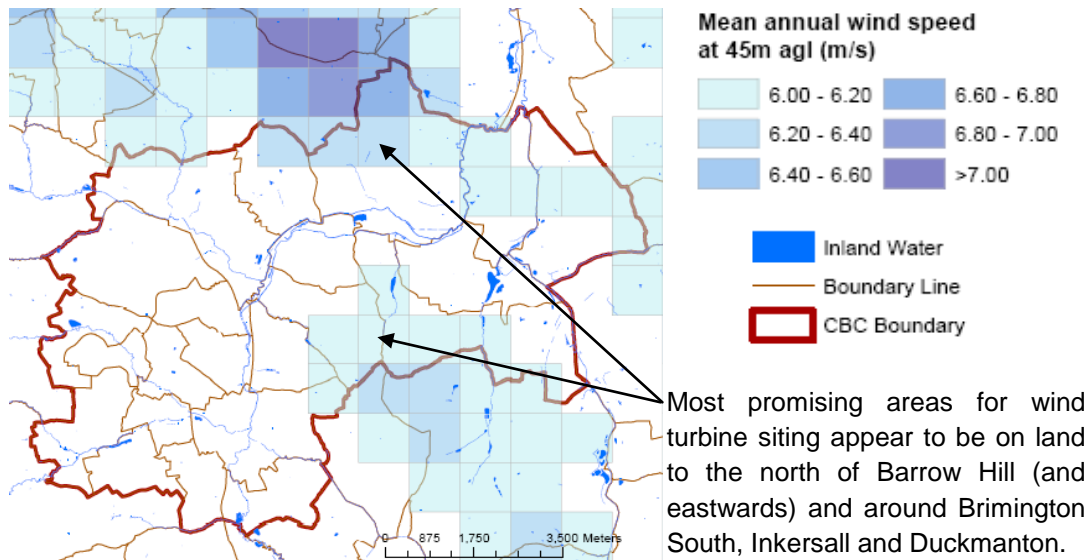 Mean annual wind speed
at 45m agl (m/s)
6.00 - 6.20
6.60 - 6.80
6.20 - 6.40
6.80 - 7.00
6.40 - 6.60
>7.00
Inland Water
Boundary Line
CBC Boundary
Most promising areas for wind
turbine siting appear to be on land
to the north of Barrow Hill (and
eastwards) and around Brimington
South, Inkersall and Duckmanton.
0 875 1,750 3,500 Meters